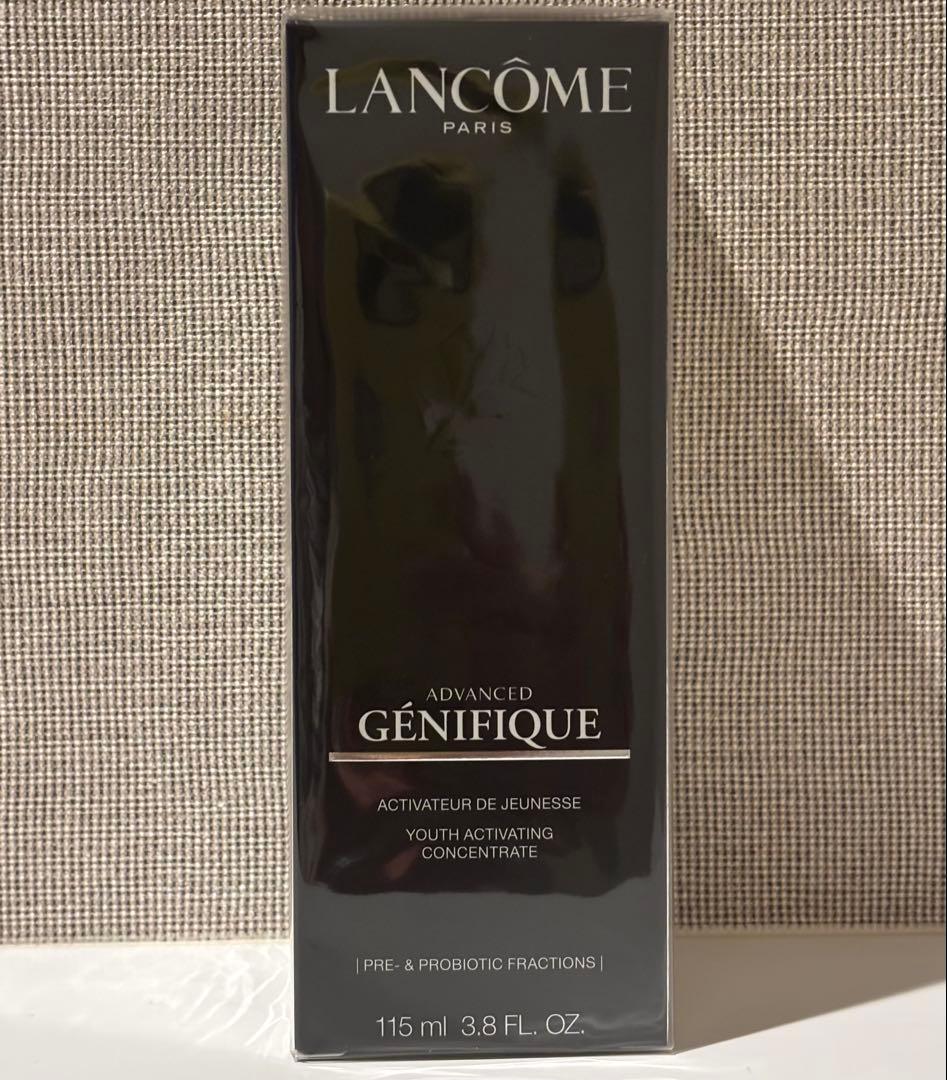 LANCÔME
PARIS
ADVANCED
GÉNIFIQUE
ACTIVATEUR DE JEUNESSE
YOUTH ACTIVATING
CONCENTRATE
| PRE- & PROBIOTIC FRACTIONS |
115 ml 3.8 FL. OZ.